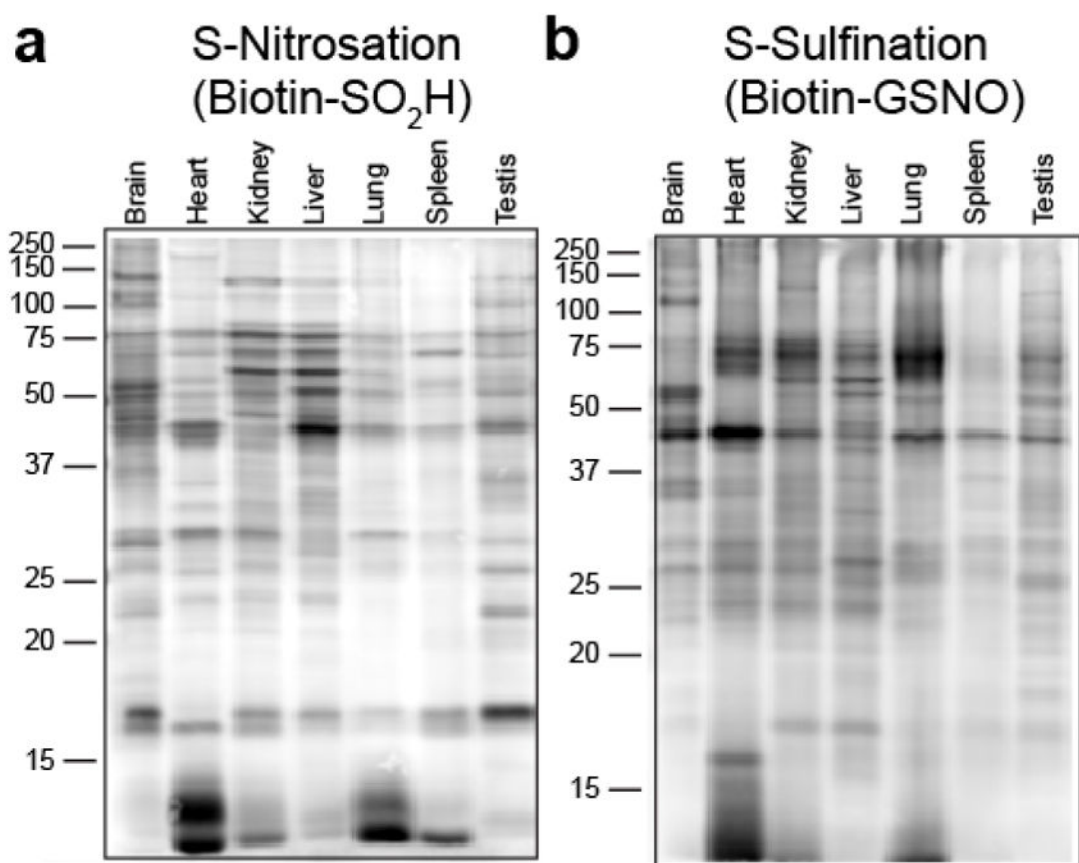 a
S-Nitrosation
(Biotin-SO₂H)
Brain
Heart
Kidney
Liver
Lung
Spleen
Testis
250
150
100
75
50
37
25
20
15
b
S-Sulfination
(Biotin-GSNO)
Brain
Heart
Kidney
Liver
Lung
Spleen
Testis
250
150
100
75
50
37
25
20
15